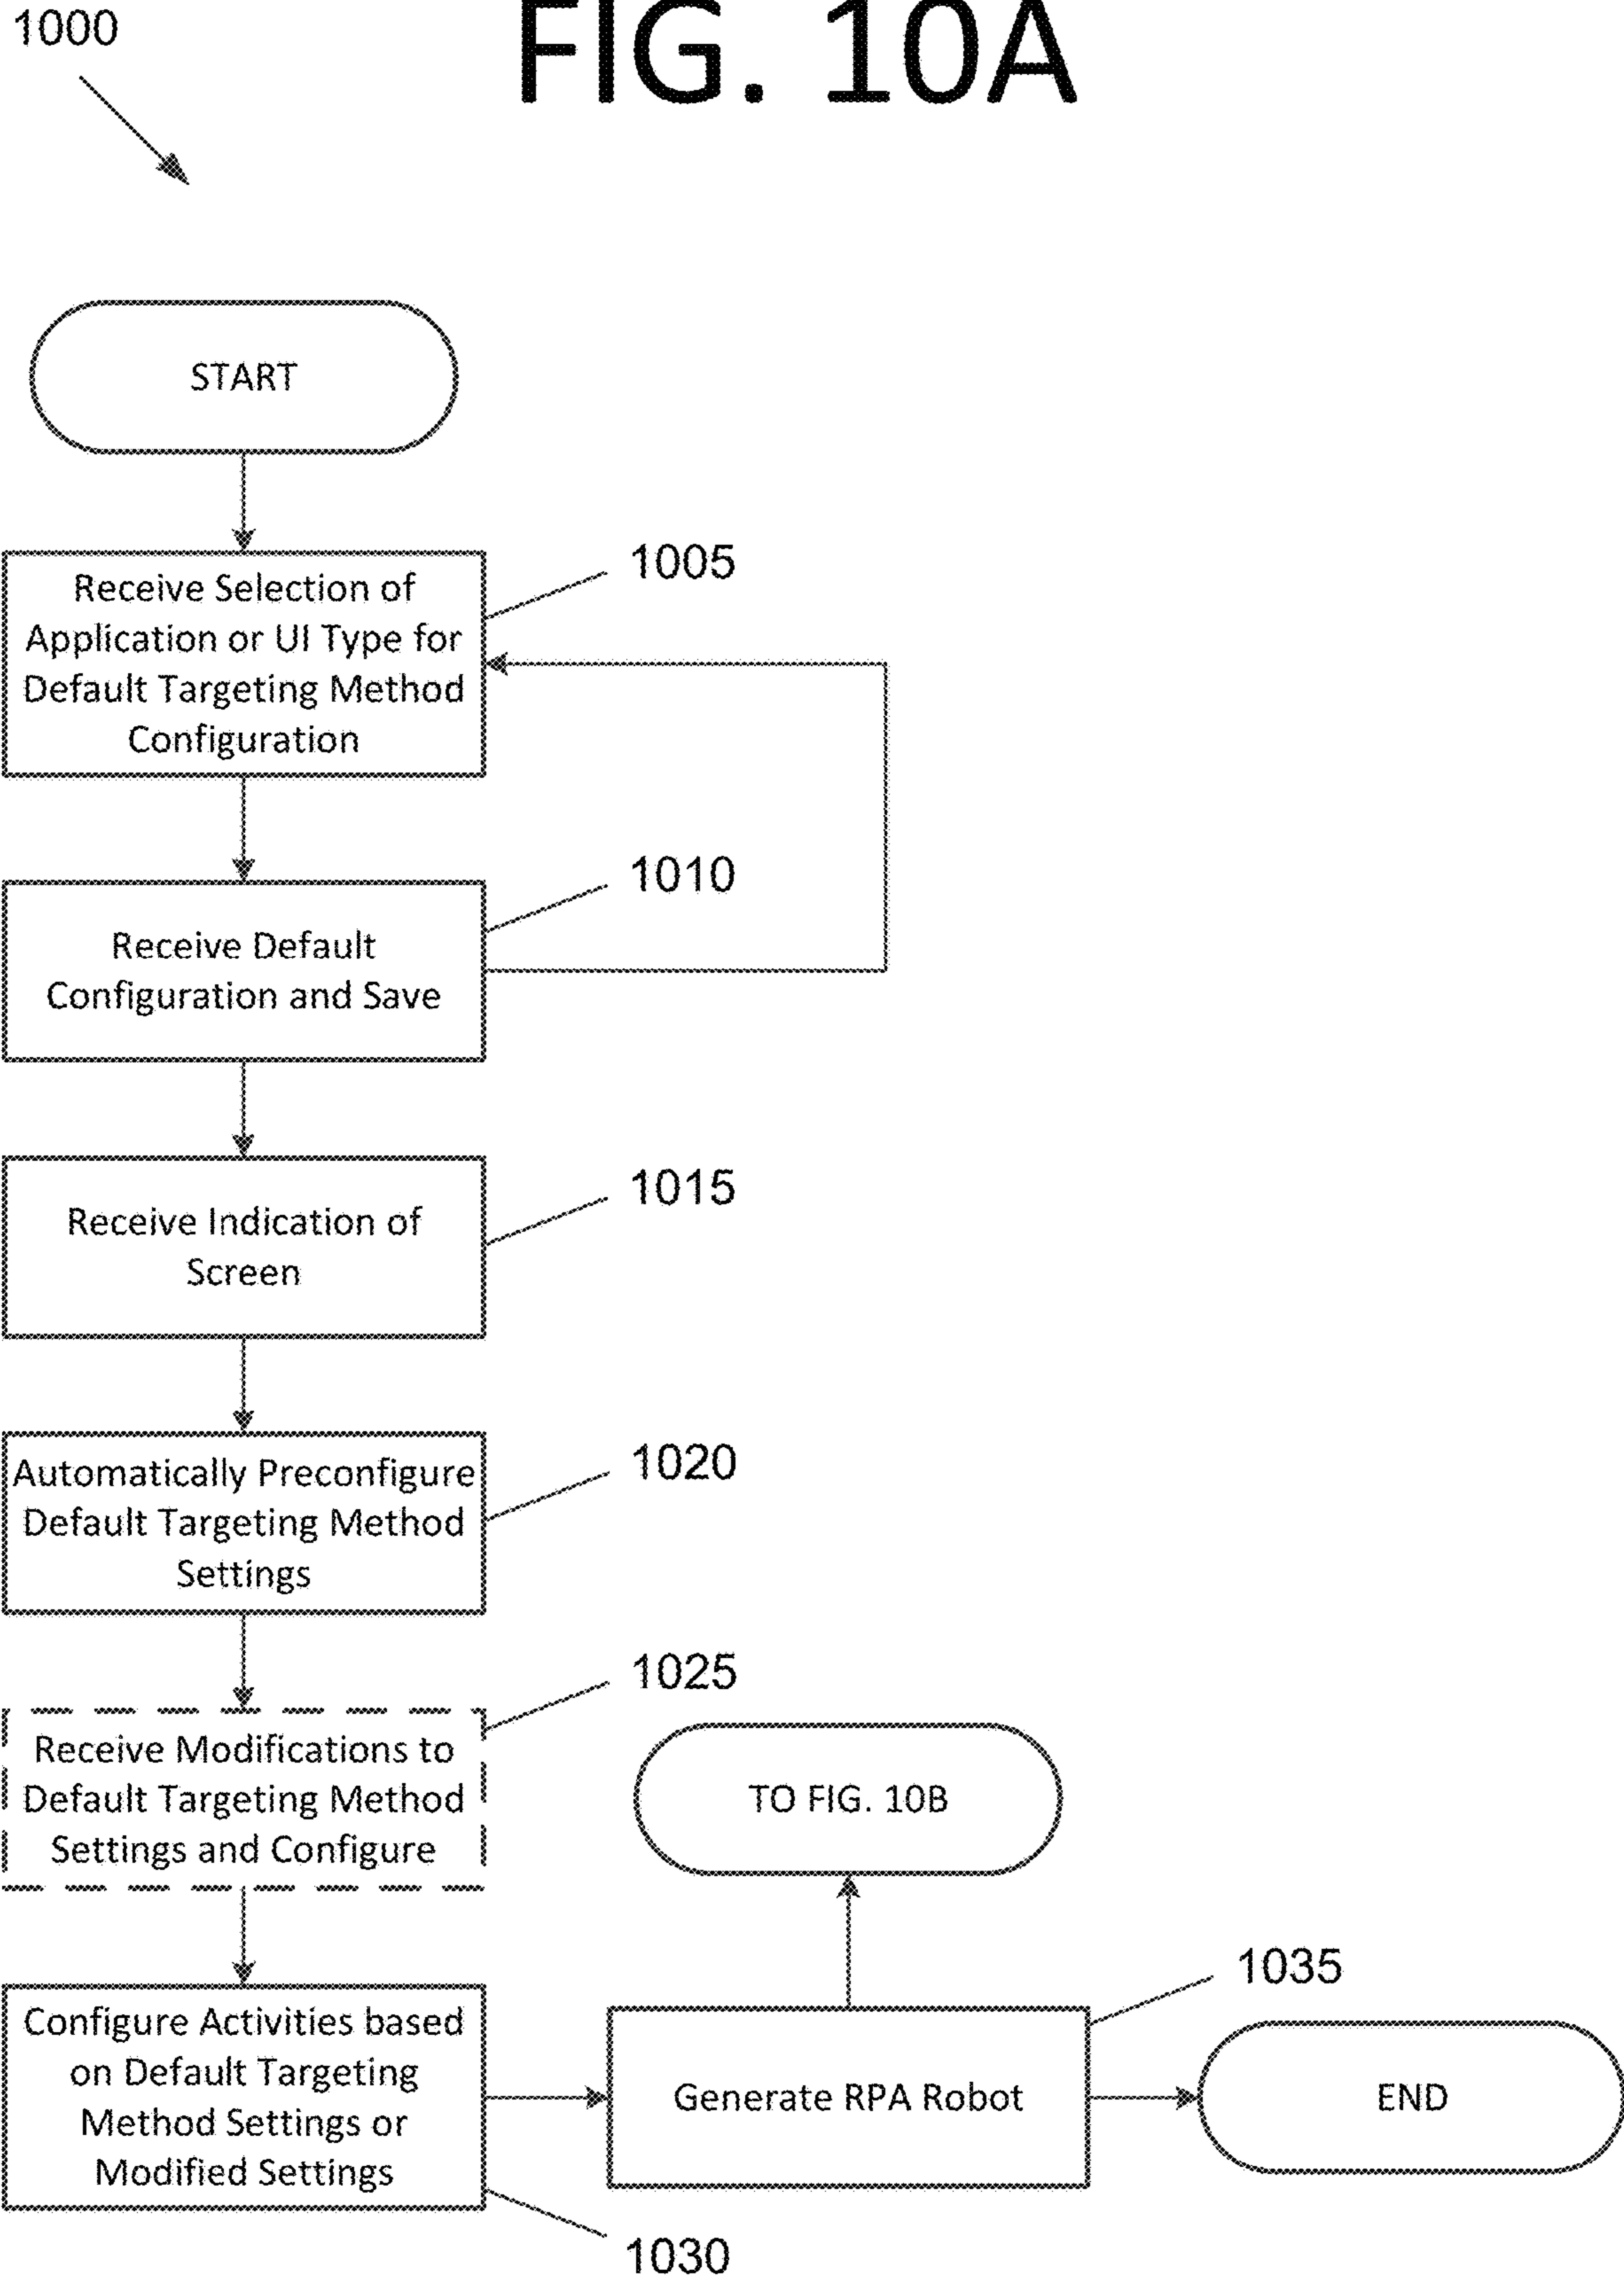 1000
FIG. 10A
START
Receive Selection of
Application or UI Type for
Default Targeting Method
Configuration
1005
Receive Default
Configuration and Save
1010
Receive Indication of
Screen
1015
Automatically Preconfigure
Default Targeting Method
Settings
1020
Receive Modifications to
Default Targeting Method
Settings and Configure
1025
TO FIG. 10B
Configure Activities based
on Default Targeting
Method Settings or
Modified Settings
1030
Generate RPA Robot
1035
END